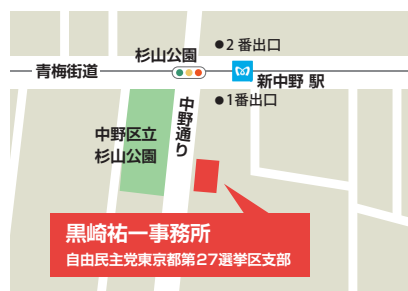 杉山公園
●2番出口
青梅街道
新中野 駅
●1番出口
中野通り
中野区立
杉山公園
黒崎祐一事務所
自由民主党東京都第27選挙区支部